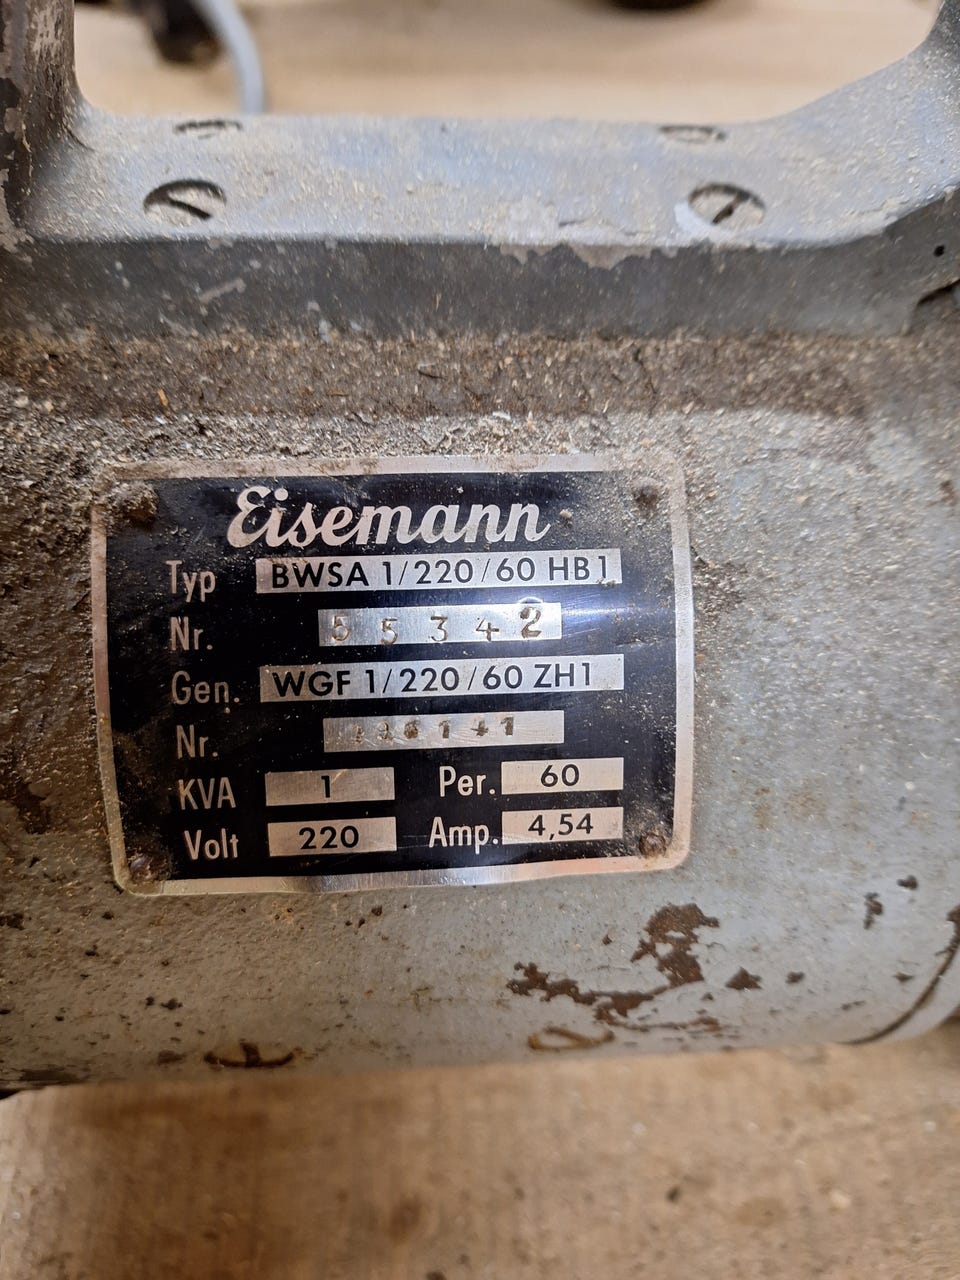 Eisemann
Typ BWSA 1/220/60 HB1
Nr. 55342
Gen. WGF 1/220/60 ZH1
Nr.
KVA 1 Per. 60
Volt 220 Amp. 4,54